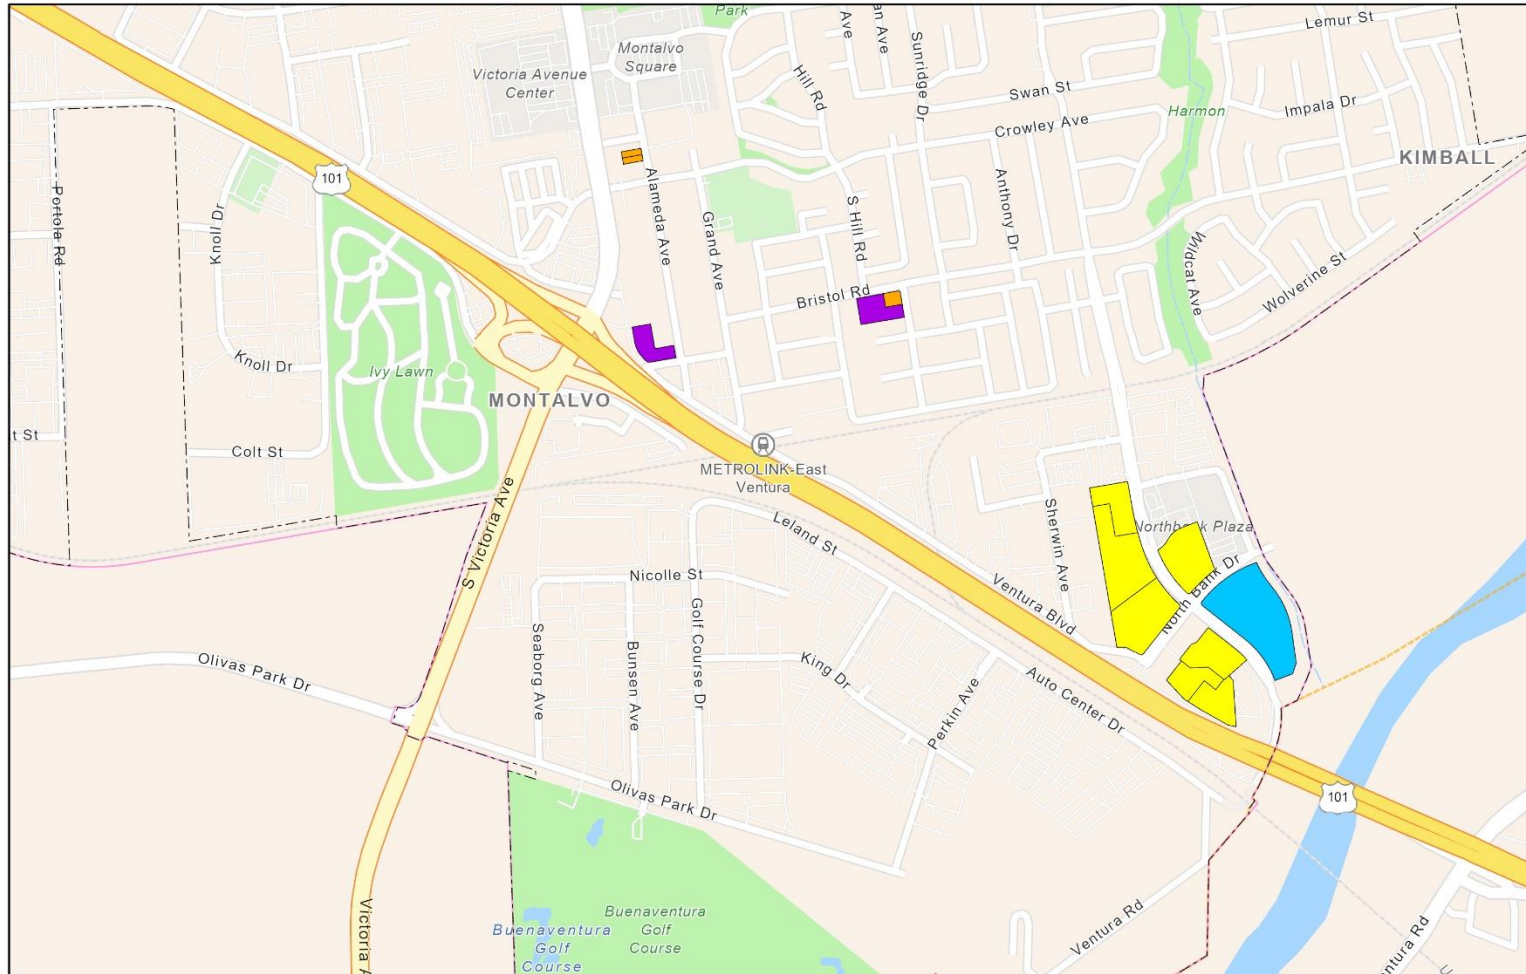 Park
Lemur St
Ave
an Ave
Sunridge Dr
Montalvo
Square
Victoria Avenue
Center
Hill Rd
Swan St
Crowley Ave
Harmon
Impala Dr
KIMBALL
101
Portola Rd
Knoll Dr
Alameda Ave
Grand Ave
S Hill Rd
Anthony Dr
Wildcat Ave
Wolverine St
Bristol Rd
Knoll Dr
Ivy Lawn
MONTALVO
t St
Colt St
METROLINK-East
Ventura
S Victoria Ave
Leland St
Sherwin Ave
Northbank Plaza
North Bank Dr
Nicolle St
Ventura Blvd
Seaborg Ave
Bunsen Ave
Golf Course Dr
King Dr
Perkin Ave
Auto Center Dr
Olivas Park Dr
Olivas Park Dr
101
Victoria A
Buenaventura
Golf
Course
Buenaventura
Golf
Course
Ventura Rd
entura Rd
U